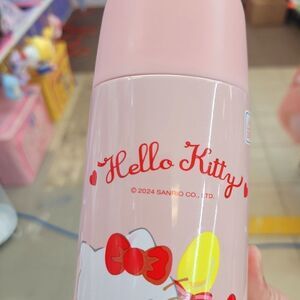 Hello Kitty
© 2024 SANRIO CO., LTD.